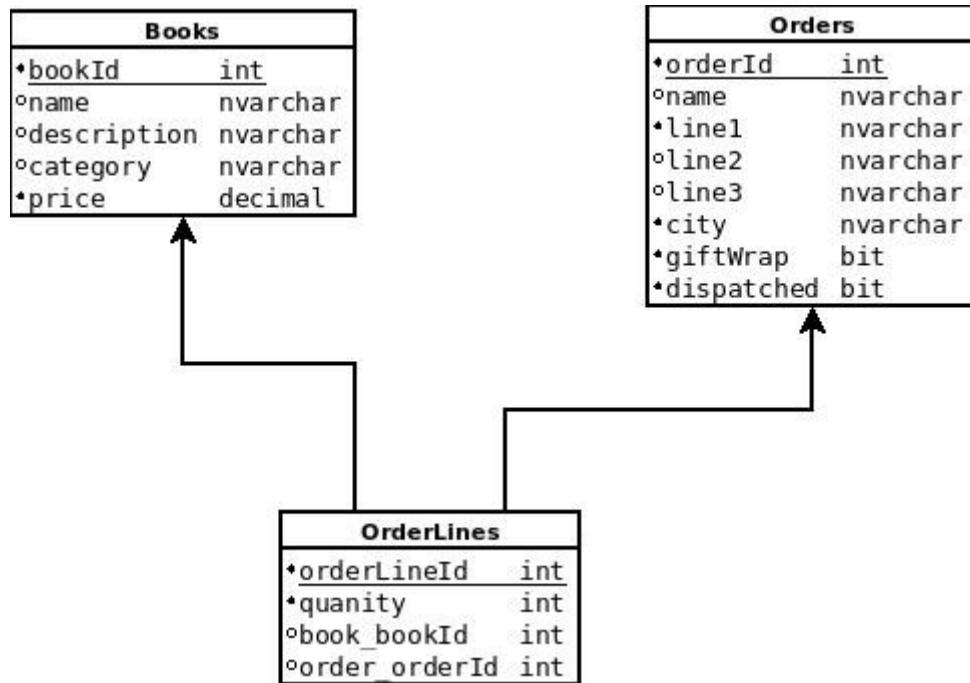 Books
bookId int
name nvarchar
description nvarchar
category nvarchar
price decimal
Orders
orderId int
name nvarchar
line1 nvarchar
line2 nvarchar
line3 nvarchar
city nvarchar
giftWrap bit
dispatched bit
OrderLines
orderLineId int
quanity int
book_bookId int
order_orderId int